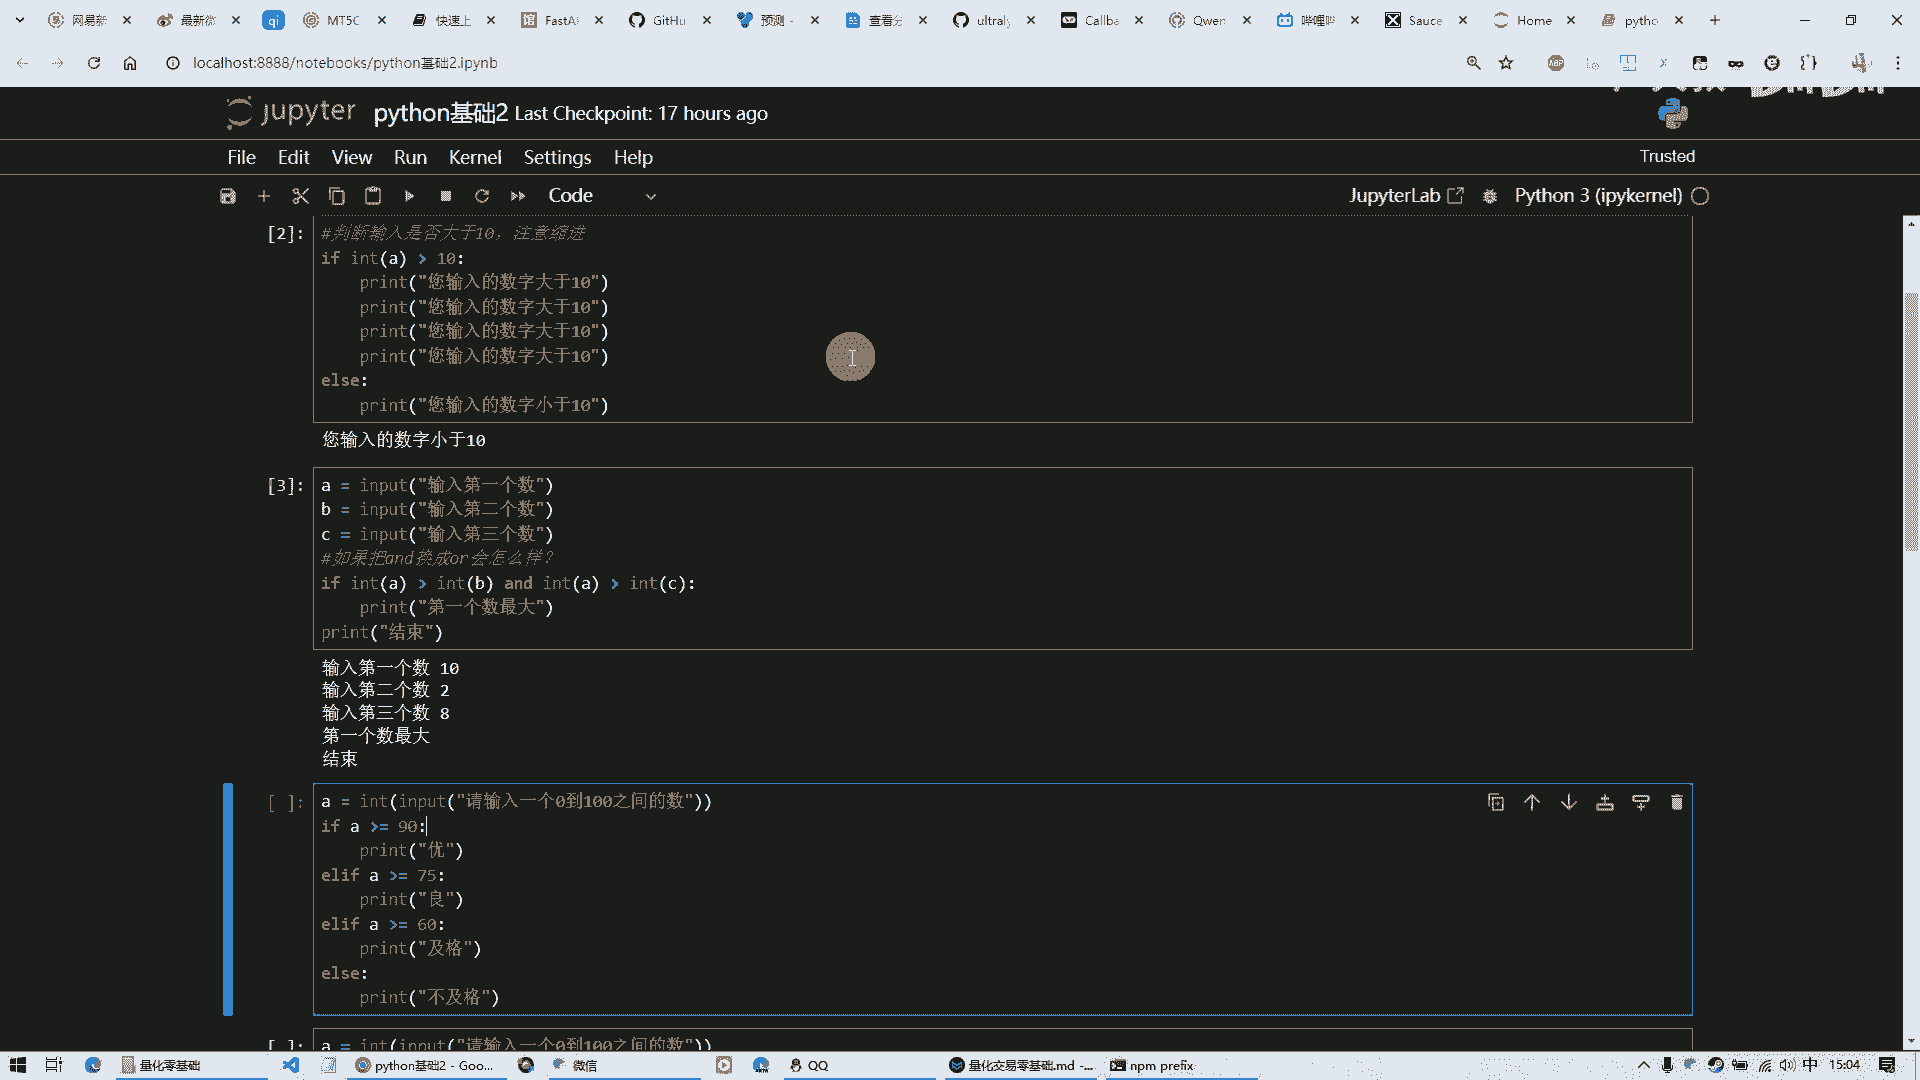 网易新
最新微
qi
MT5C
快速上
FastAI
GitHu
预测 -
查看分
ultraly
Callba
Qwen
哔哩哔
Sauce
Home
pytho
localhost:8888/notebooks/python基础2.ipynb
jupyter python基础2 Last Checkpoint: 17 hours ago
File Edit View Run Kernel Settings Help
Trusted
Code
JupyterLab
Python 3 (ipykernel)
[2]: #判断输入是否大于10，注意缩进
if int(a) > 10:
    print("您输入的数字大于10")
    print("您输入的数字大于10")
    print("您输入的数字大于10")
    print("您输入的数字大于10")
else:
    print("您输入的数字小于10")
您输入的数字小于10
[3]: a = input("输入第一个数")
b = input("输入第二个数")
c = input("输入第三个数")
#如果把and换成or会怎么样?
if int(a) > int(b) and int(a) > int(c):
    print("第一个数最大")
print("结束")
输入第一个数 10
输入第二个数 2
输入第三个数 8
第一个数最大
结束
[ ]: a = int(input("请输入一个0到100之间的数"))
if a >= 90:
    print("优")
elif a >= 75:
    print("良")
elif a >= 60:
    print("及格")
else:
    print("不及格")
[ ]: a = int(input("请输入一个0到100之间的数"))
量化零基础
python基础2 - Goo...
微信
QQ
量化交易零基础.md -...
npm prefix
中
15:04